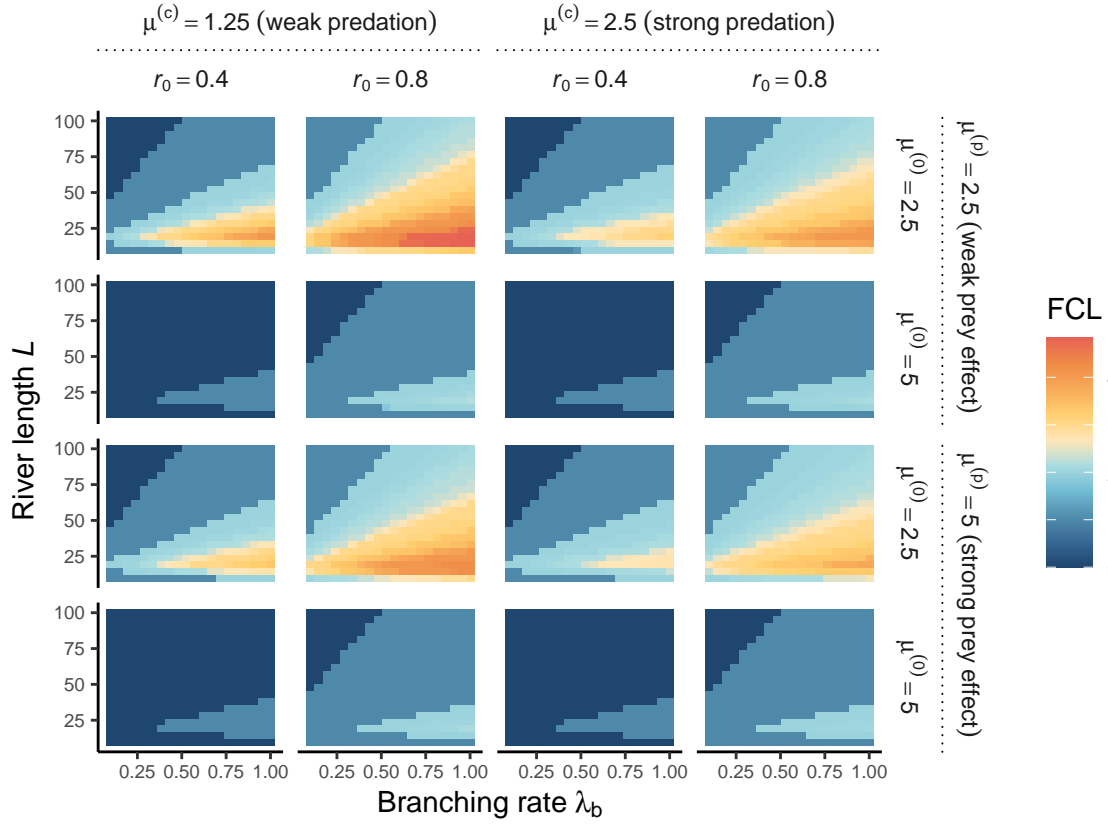 μ(c) = 1.25 (weak predation)
μ(c) = 2.5 (strong predation)
r0 = 0.4
r0 = 0.8
r0 = 0.4
r0 = 0.8
100
75
50
25
μ(0) = 2.5
100
75
50
25
μ(0) = 5
μ(p) = 2.5 (weak prey effect)
100
75
50
25
μ(0) = 2.5
100
75
50
25
μ(0) = 5
μ(p) = 5 (strong prey effect)
River length L
FCL
0.25 0.50 0.75 1.00
0.25 0.50 0.75 1.00
0.25 0.50 0.75 1.00
0.25 0.50 0.75 1.00
Branching rate λb